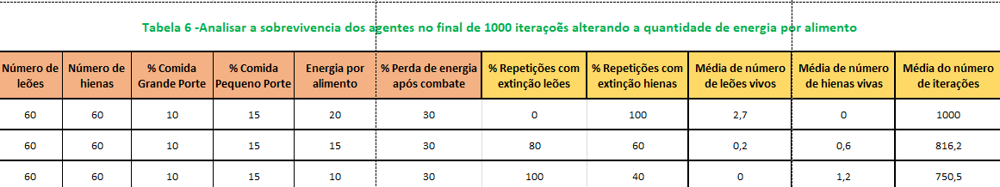 Tabela 6 -Analisar a sobrevivencia dos agentes no final de 1000 iteraçoẽs alterando a quantidade de energia por alimento
Número de leões | Número de hienas | % Comida Grande Porte | % Comida Pequeno Porte | Energia por alimento | % Perda de energia após combate | % Repetições com extinção leões | % Repetições com extinção hienas | Média de número de leões vivos | Média de número de hienas vivas | Média do número de iterações
60 | 60 | 10 | 15 | 20 | 30 | 0 | 100 | 2,7 | 0 | 1000
60 | 60 | 10 | 15 | 15 | 30 | 80 | 60 | 0,2 | 0,6 | 816,2
60 | 60 | 10 | 15 | 10 | 30 | 100 | 40 | 0 | 1,2 | 750,5